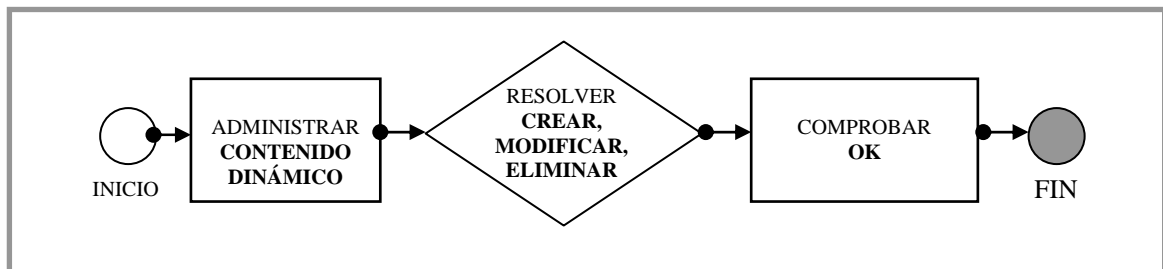 INICIO
ADMINISTRAR
CONTENIDO
DINÁMICO
RESOLVER
CREAR,
MODIFICAR,
ELIMINAR
COMPROBAR
OK
FIN